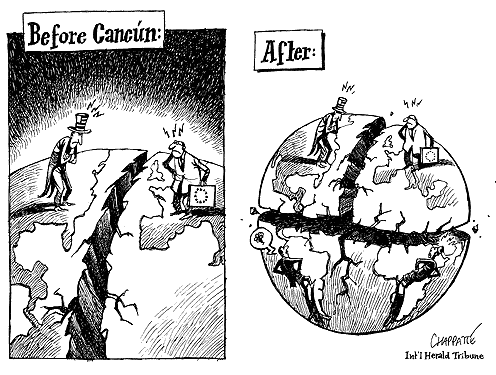 Before Cancún:
After:
CHAPPATTE
Int'l Herald Tribune